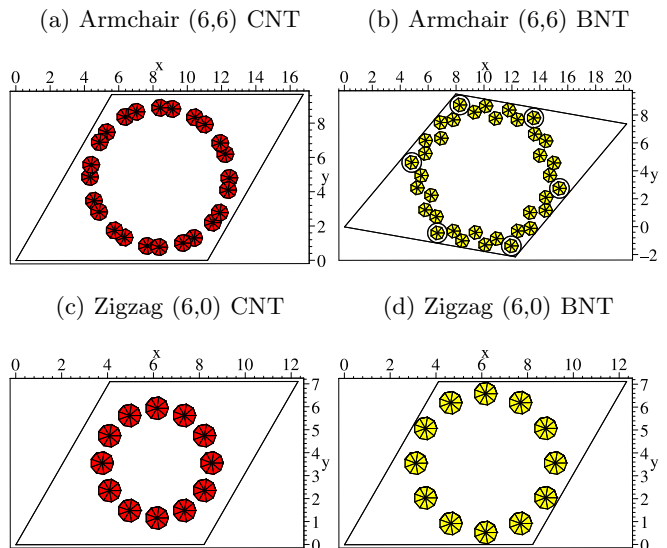 (a) Armchair (6,6) CNT
(b) Armchair (6,6) BNT
x
0 2 4 6 8 10 12 14 16
8
6
y
4
2
0
x
0 2 4 6 8 10 12 14 16 18 20
8
6
4 y
2
0
−2
(c) Zigzag (6,0) CNT
(d) Zigzag (6,0) BNT
x
0 2 4 6 8 10 12
7
6
5
4
y
3
2
1
0
x
0 2 4 6 8 10 12
7
6
5
4
y
3
2
1
0